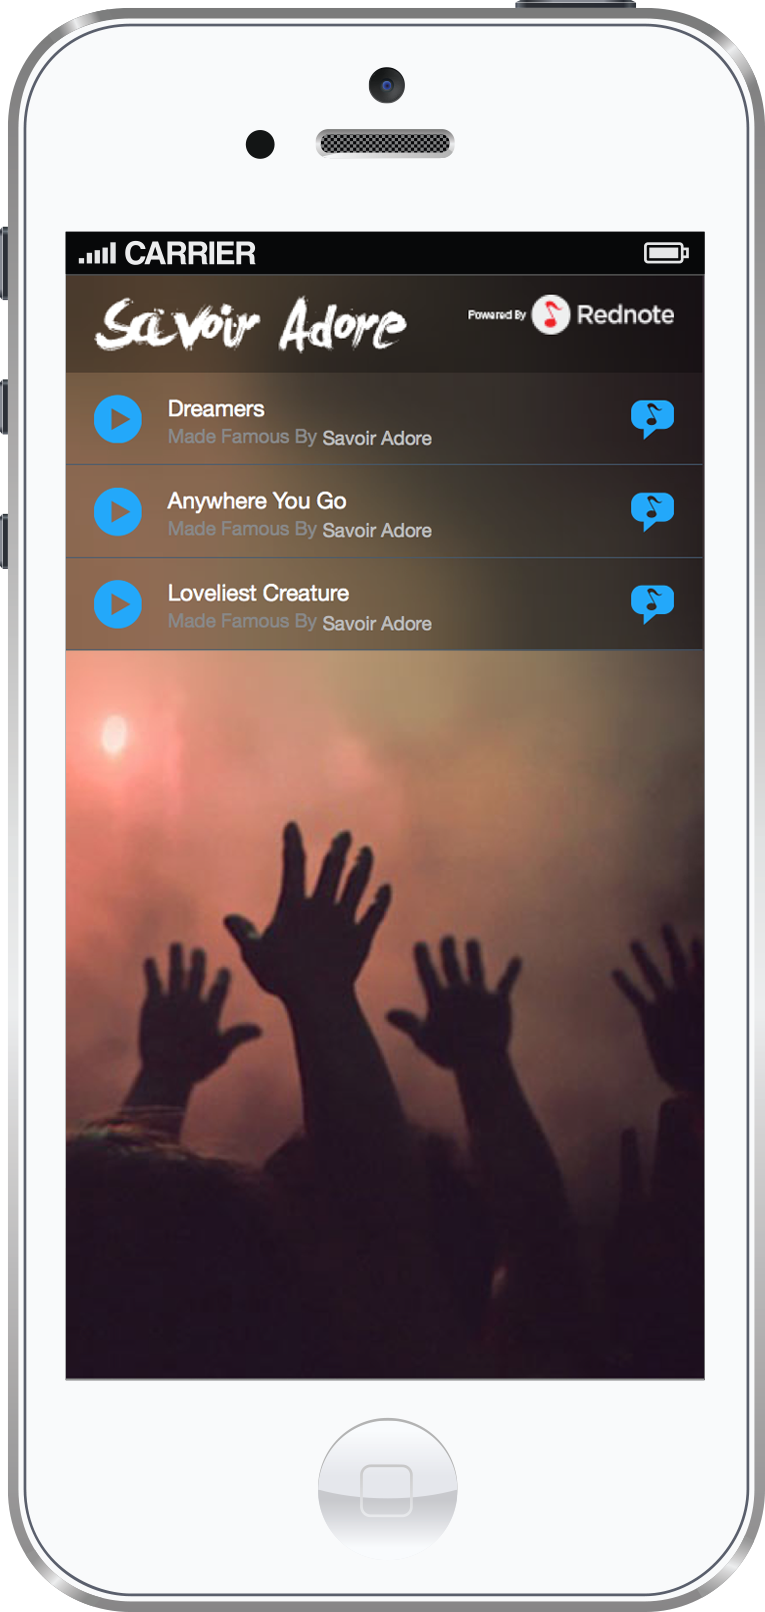 CARRIER
Savoir Adore
Powered By Rednote
Dreamers
Made Famous By Savoir Adore
Anywhere You Go
Made Famous By Savoir Adore
Loveliest Creature
Made Famous By Savoir Adore